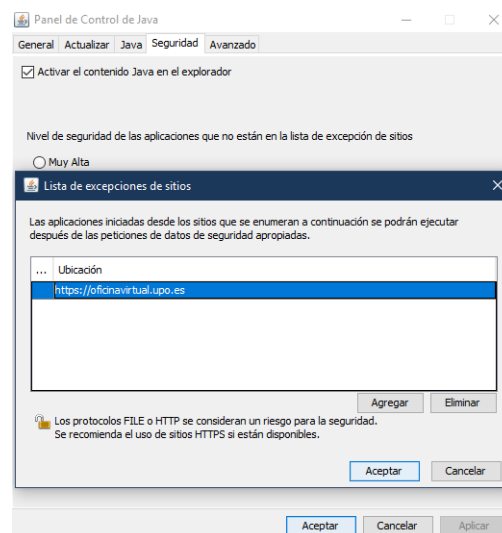 Panel de Control de Java
General Actualizar Java Seguridad Avanzado
Activar el contenido Java en el explorador
Nivel de seguridad de las aplicaciones que no están en la lista de excepción de sitios
Muy Alta
Lista de excepciones de sitios
Las aplicaciones iniciadas desde los sitios que se enumeran a continuación se podrán ejecutar
después de las peticiones de datos de seguridad apropiadas.
... Ubicación
https://oficinavirtual.upo.es
Agregar Eliminar
Los protocolos FILE o HTTP se consideran un riesgo para la seguridad.
Se recomienda el uso de sitios HTTPS si están disponibles.
Aceptar Cancelar
Aceptar Cancelar Aplicar